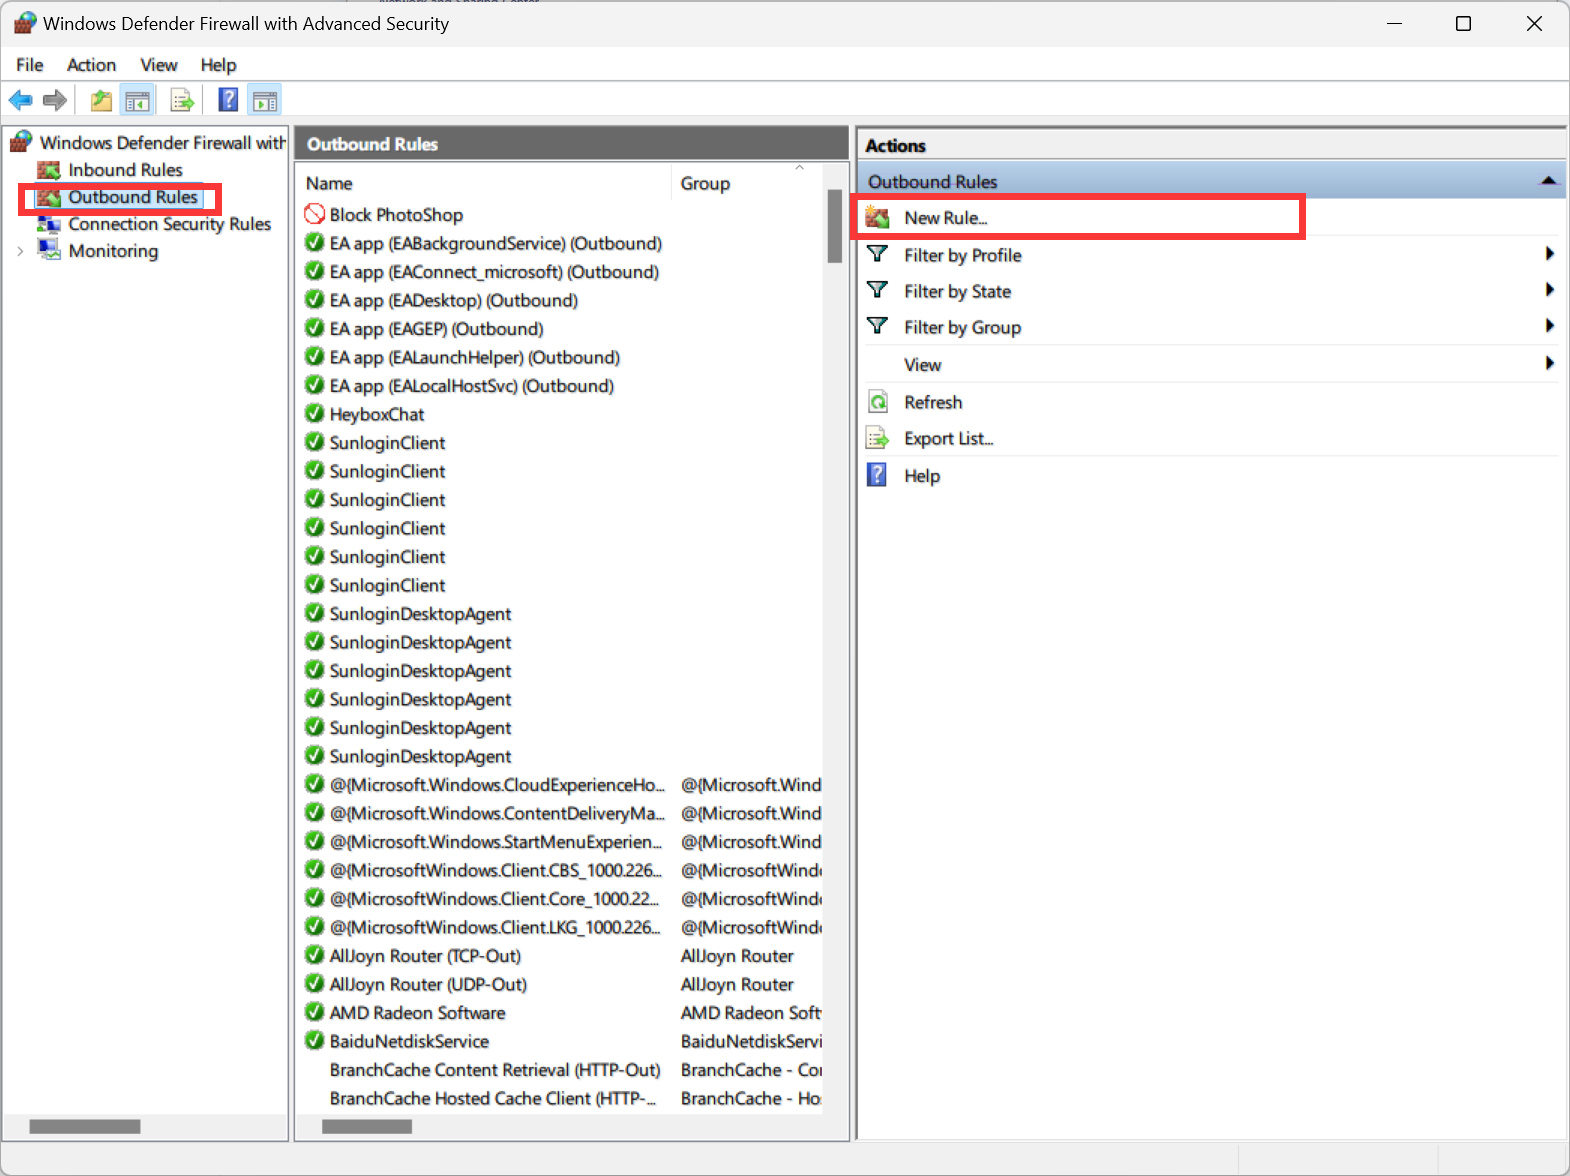 Windows Defender Firewall with Advanced Security
File Action View Help
Windows Defender Firewall with
Inbound Rules
Outbound Rules
Connection Security Rules
Monitoring
Outbound Rules
Name Group
Block PhotoShop
EA app (EABackgroundService) (Outbound)
EA app (EAConnect_microsoft) (Outbound)
EA app (EADesktop) (Outbound)
EA app (EAGEP) (Outbound)
EA app (EALaunchHelper) (Outbound)
EA app (EALocalHostSvc) (Outbound)
HeyboxChat
SunloginClient
SunloginClient
SunloginClient
SunloginClient
SunloginClient
SunloginClient
SunloginDesktopAgent
SunloginDesktopAgent
SunloginDesktopAgent
SunloginDesktopAgent
SunloginDesktopAgent
SunloginDesktopAgent
@{Microsoft.Windows.CloudExperienceHo... @{Microsoft.Wind
@{Microsoft.Windows.ContentDeliveryMa... @{Microsoft.Wind
@{Microsoft.Windows.StartMenuExperien... @{Microsoft.Wind
@{MicrosoftWindows.Client.CBS_1000.226... @{MicrosoftWind
@{MicrosoftWindows.Client.Core_1000.22... @{MicrosoftWind
@{MicrosoftWindows.Client.LKG_1000.226... @{MicrosoftWind
AllJoyn Router (TCP-Out) AllJoyn Router
AllJoyn Router (UDP-Out) AllJoyn Router
AMD Radeon Software AMD Radeon Soft
BaiduNetdiskService BaiduNetdiskServi
BranchCache Content Retrieval (HTTP-Out) BranchCache - Co
BranchCache Hosted Cache Client (HTTP-... BranchCache - Ho
Actions
Outbound Rules
New Rule...
Filter by Profile
Filter by State
Filter by Group
View
Refresh
Export List...
Help